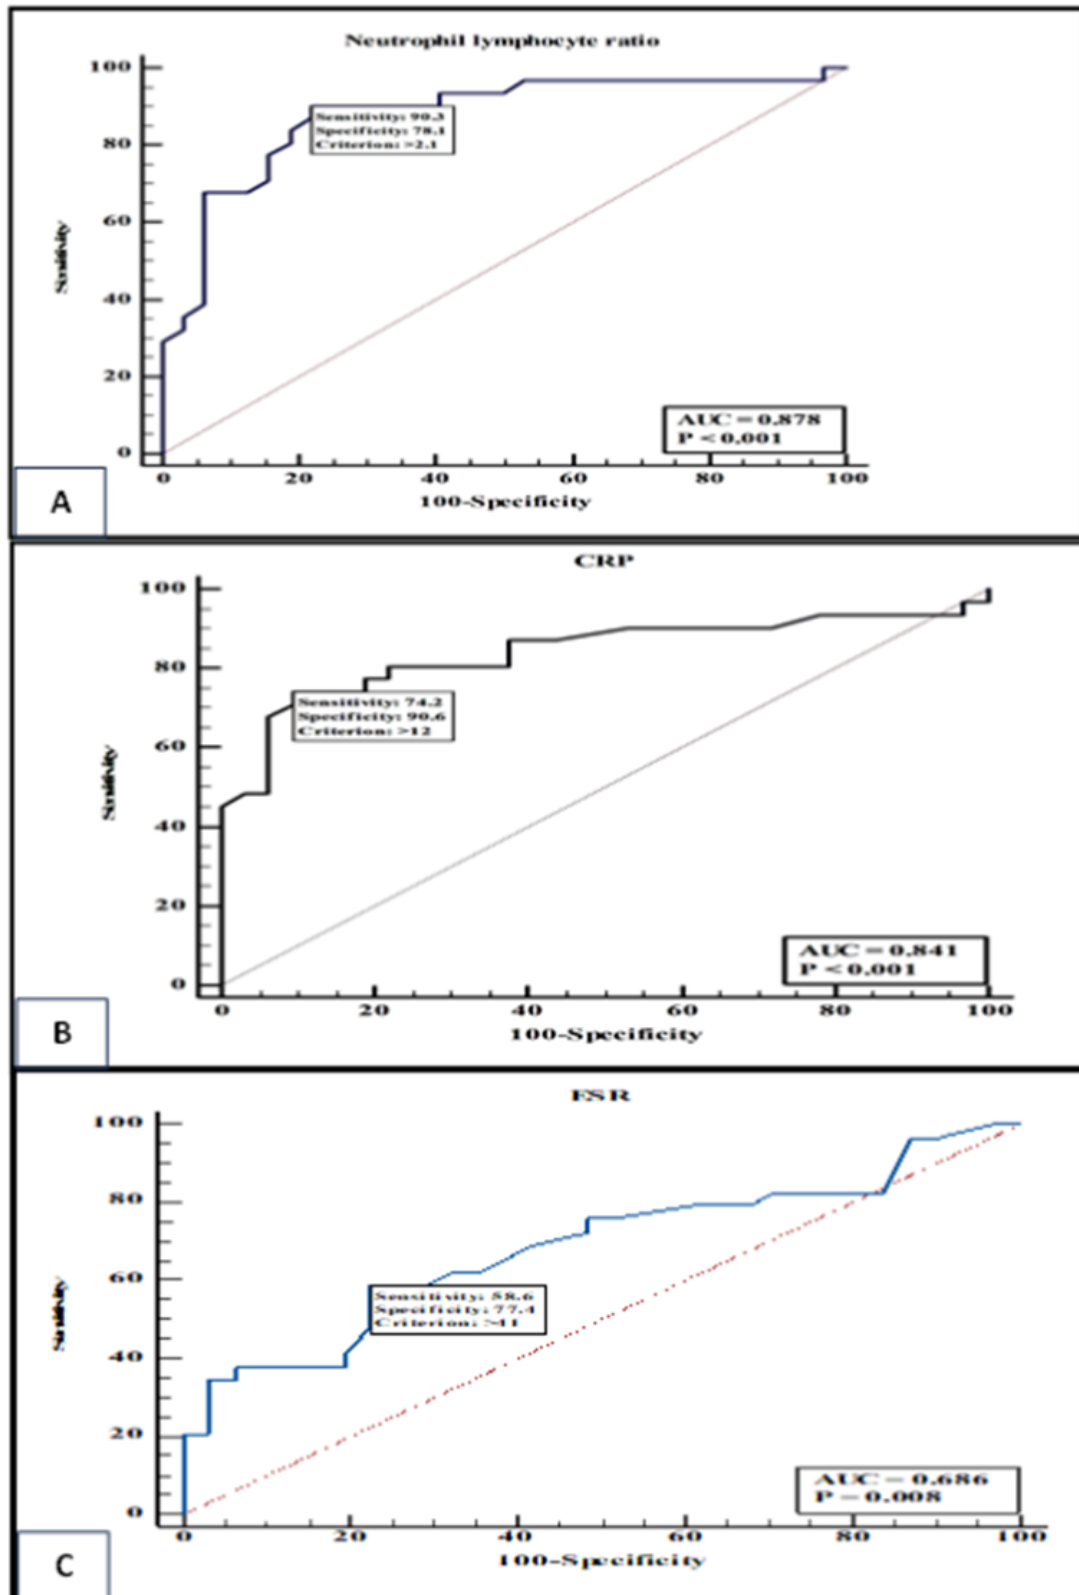 Neutrophil lymphocyte ratio
100
80
60
40
20
0
Sensitivity
Sensitivity: 90.3
Specificity: 78.1
Criterion: >2.1
AUC = 0.878
P < 0.001
0 20 40 60 80 100
100-Specificity
A
CRP
100
80
60
40
20
0
Sensitivity
Sensitivity: 74.2
Specificity: 90.6
Criterion: >12
AUC = 0.841
P < 0.001
0 20 40 60 80 100
100-Specificity
B
ESR
100
80
60
40
20
0
Sensitivity
Sensitivity: 58.6
Specificity: 77.4
Criterion: >41
AUC = 0.686
P = 0.008
0 20 40 60 80 100
100-Specificity
C